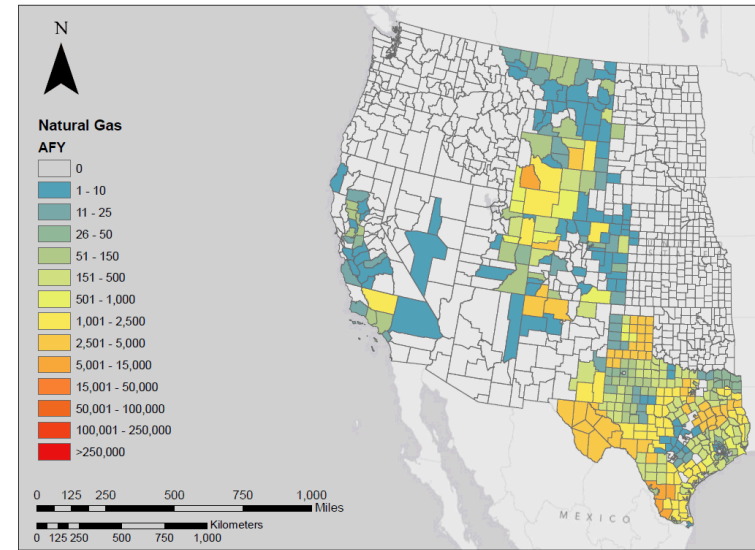 N
Natural Gas
AFY
0
1 - 10
11 - 25
26 - 50
51 - 150
151 - 500
501 - 1,000
1,001 - 2,500
2,501 - 5,000
5,001 - 15,000
15,001 - 50,000
50,001 - 100,000
100,001 - 250,000
>250,000
0 125 250 500 750 1,000
Miles
Kilometers
0 125 250 500 750 1,000
MEXICO